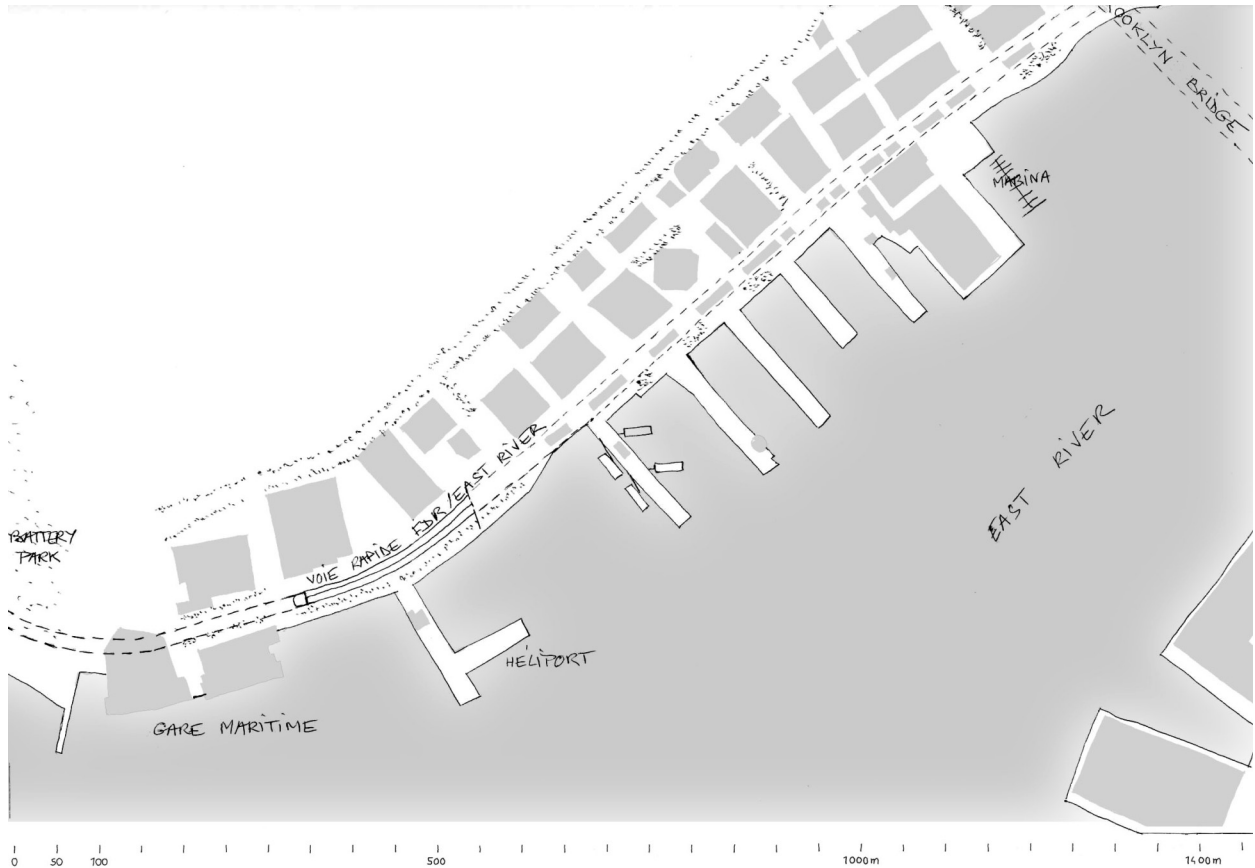 OOKLYN BRIDGE
MARINA
EAST RIVER
VOIE RAPIDE FDR/EAST RIVER
BATTERY
PARK
HÉLIPORT
GARE MARITIME
0 50 100 500 1000m 1400m